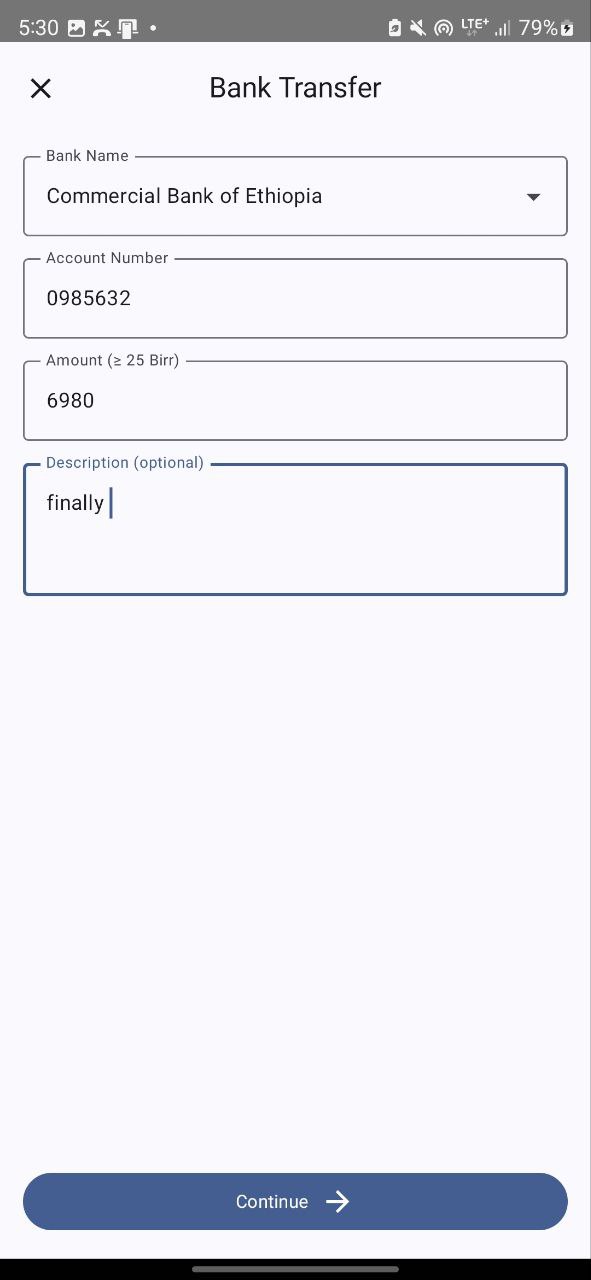 5:30
LTE+
79%
Bank Transfer
Bank Name
Commercial Bank of Ethiopia
Account Number
0985632
Amount (≥ 25 Birr)
6980
Description (optional)
finally
Continue